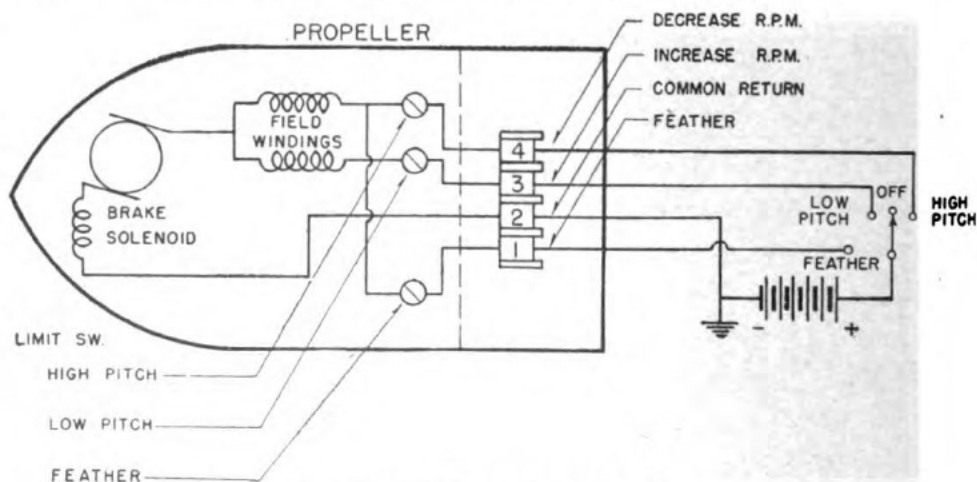 PROPELLER
DECREASE R.P.M.
INCREASE R.P.M.
COMMON RETURN
FEATHER
FIELD
WINDINGS
4
3
2
1
BRAKE
SOLENOID
LOW
PITCH
OFF
HIGH
PITCH
FEATHER
- +
LIMIT SW.
HIGH PITCH
LOW PITCH
FEATHER